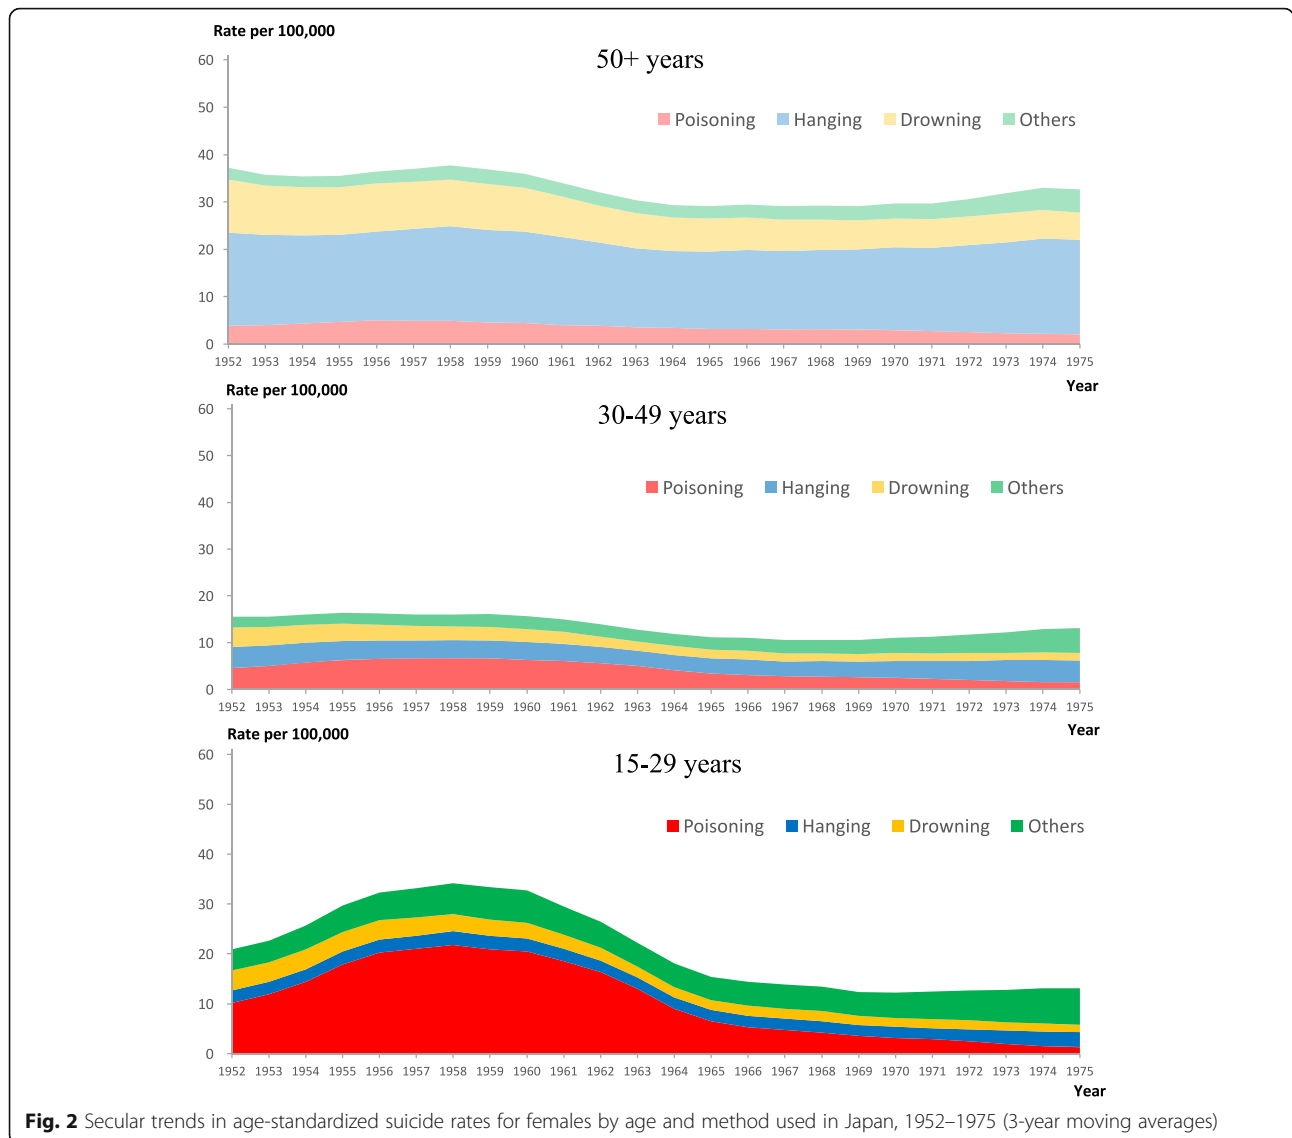 Rate per 100,000
50+ years
60
Poisoning Hanging Drowning Others
50
40
30
20
10
0
1952 1953 1954 1955 1956 1957 1958 1959 1960 1961 1962 1963 1964 1965 1966 1967 1968 1969 1970 1971 1972 1973 1974 1975
Year
Rate per 100,000
30-49 years
60
50
Poisoning Hanging Drowning Others
40
30
20
10
0
1952 1953 1954 1955 1956 1957 1958 1959 1960 1961 1962 1963 1964 1965 1966 1967 1968 1969 1970 1971 1972 1973 1974 1975
Year
Rate per 100,000
15-29 years
60
50
Poisoning Hanging Drowning Others
40
30
20
10
0
1952 1953 1954 1955 1956 1957 1958 1959 1960 1961 1962 1963 1964 1965 1966 1967 1968 1969 1970 1971 1972 1973 1974 1975
Year
Fig. 2 Secular trends in age-standardized suicide rates for females by age and method used in Japan, 1952–1975 (3-year moving averages)